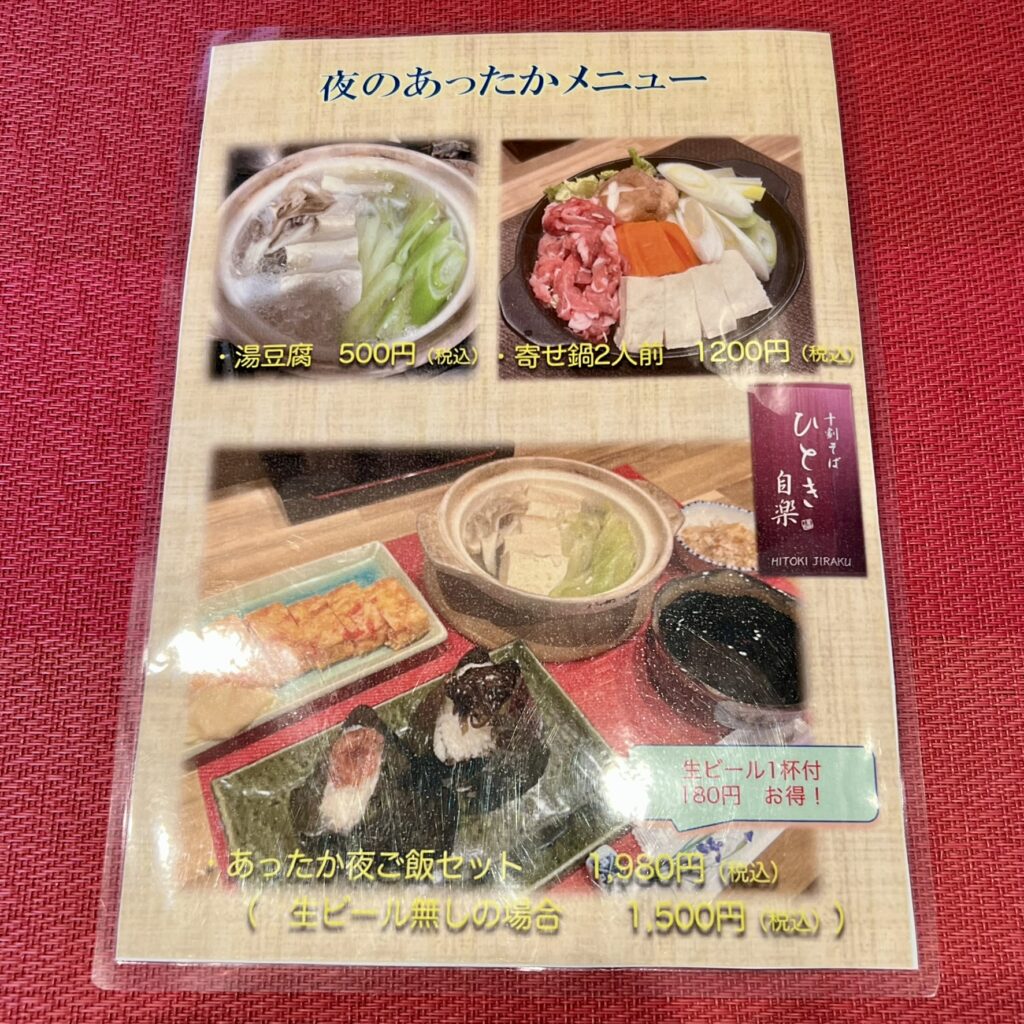 夜のあったかメニュー
・湯豆腐 500円（税込）
・寄せ鍋2人前 1200円（税込）
十割そば
ひとき
自楽
HITOKI JIRAKU
生ビール1杯付
180円 お得！
・あったか夜ご飯セット 1,980円（税込）
（ 生ビール無しの場合 1,500円（税込））